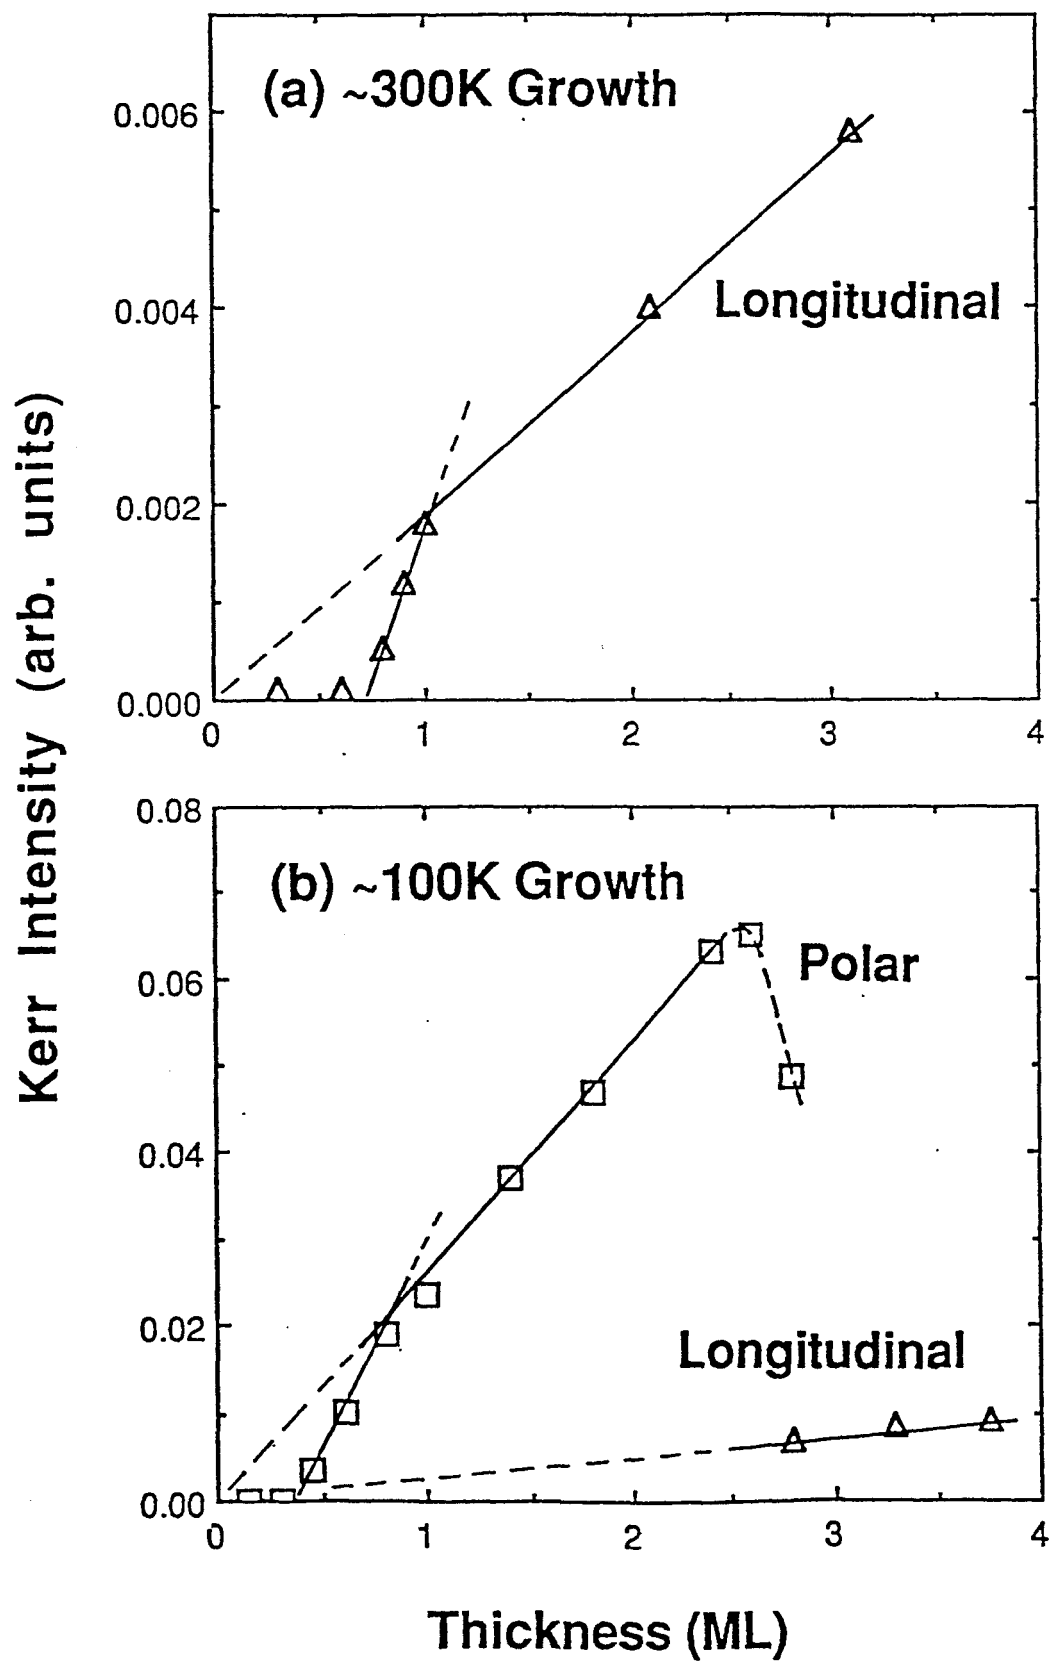 Kerr Intensity (arb. units)
(a) ~300K Growth
0.006
0.004
0.002
0.000
Longitudinal
0 1 2 3 4
(b) ~100K Growth
0.08
0.06
0.04
0.02
0.00
Polar
Longitudinal
0 1 2 3 4
Thickness (ML)